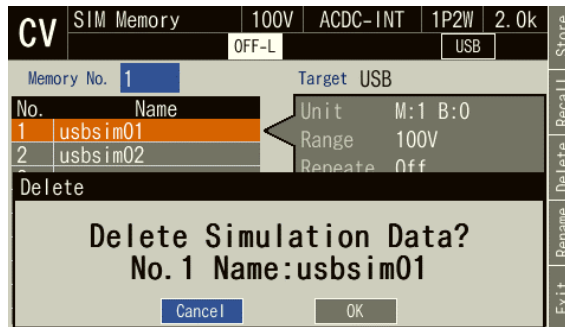 CV SIM Memory 100V ACDC-INT 1P2W 2.0k
OFF-L USB
Memory No. 1 Target USB
No. Name
1 usbsim01
2 usbsim02
Unit M:1 B:0
Range 100V
Repeate Off
Delete
Delete Simulation Data?
No.1 Name:usbsim01
Cancel OK
Store
Recall
Delete
Rename
Exit